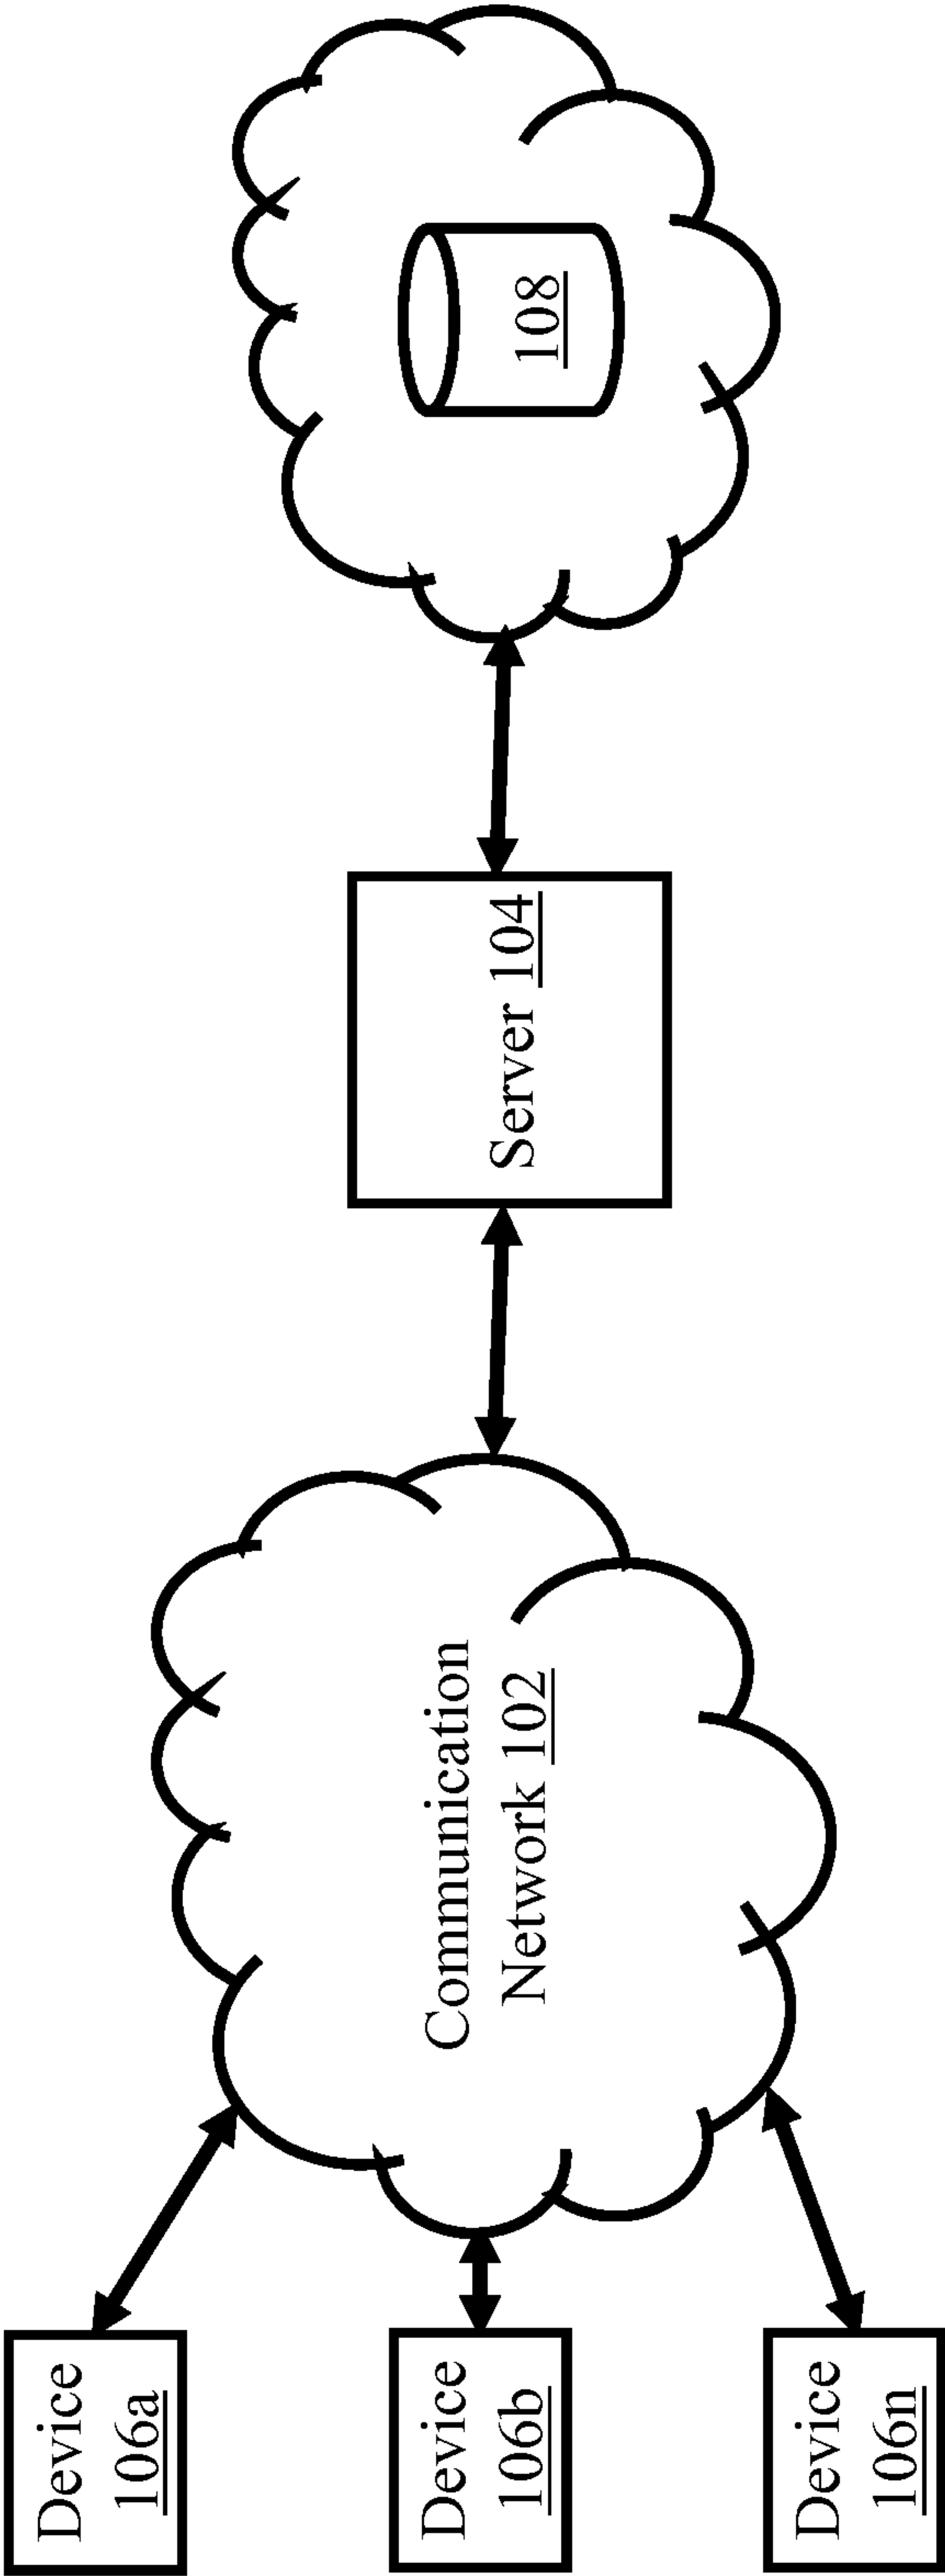 Device
106a
Device
106b
Device
106n
Communication
Network 102
Server 104
108